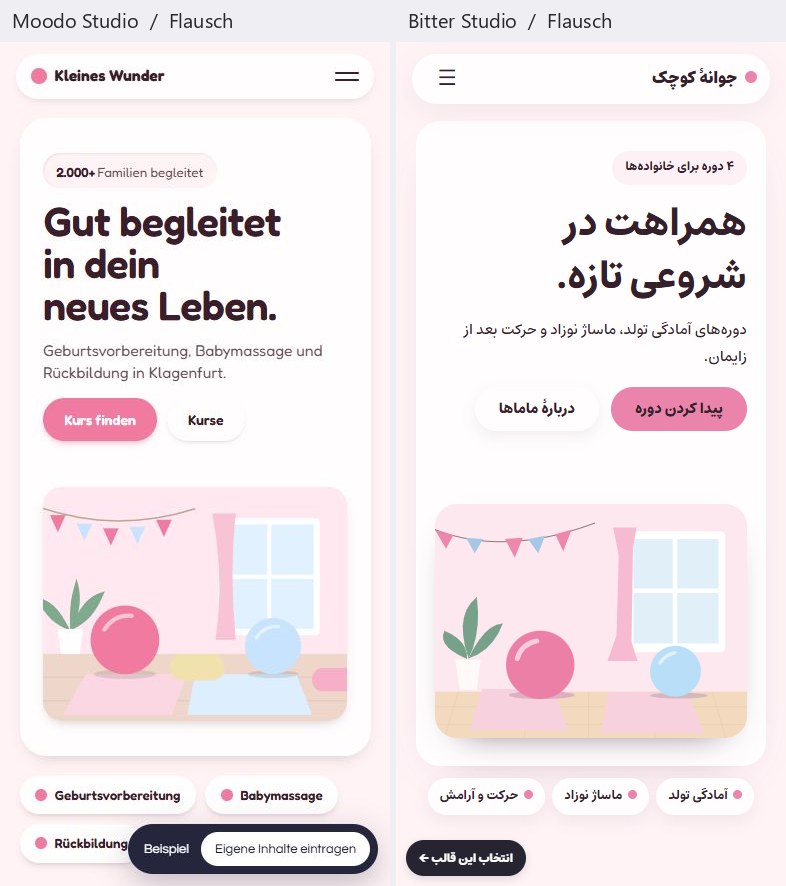 Moodo Studio / Flausch
Kleines Wunder
2.000+ Familien begleitet
Gut begleitet
in dein
neues Leben.
Geburtsvorbereitung, Babymassage und
Rückbildung in Klagenfurt.
Kurs finden
Kurse
Geburtsvorbereitung
Babymassage
Rückbildung
Beispiel
Eigene Inhalte eintragen
Bitter Studio / Flausch
جوانهٔ کوچک
۴ دوره برای خانواده‌ها
همراهت در
شروعی تازه.
دوره‌های آمادگی تولد، ماساژ نوزاد و حرکت بعد از
زایمان.
پیدا کردن دوره
دربارهٔ ماماها
آمادگی تولد
ماساژ نوزاد
حرکت و آرامش
انتخاب این قالب ←